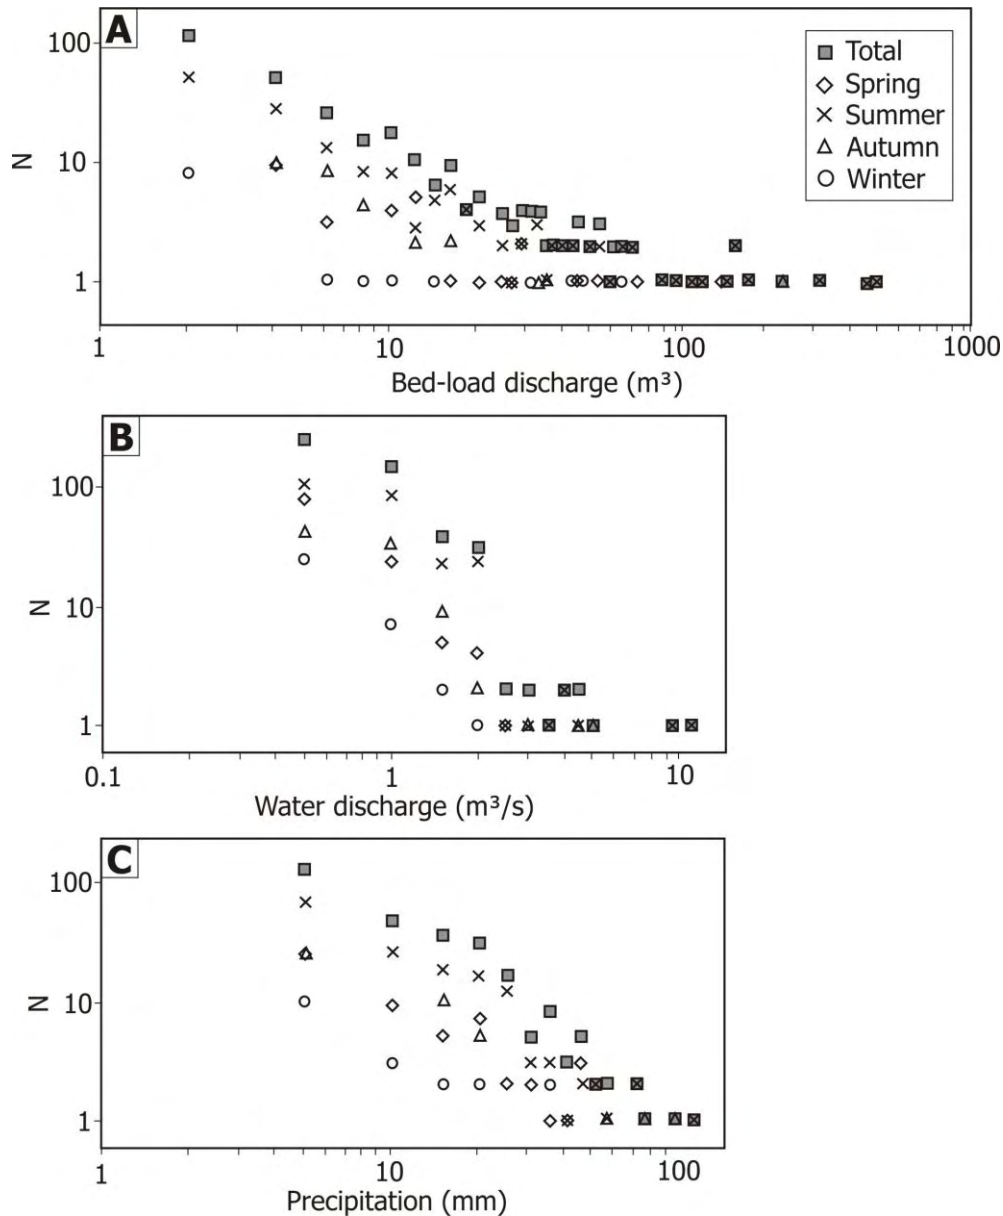 A
100
10
1
N
Total
Spring
Summer
Autumn
Winter
1 10 100 1000
Bed-load discharge (m³)
B
100
10
1
N
0.1 1 10
Water discharge (m³/s)
C
100
10
1
N
1 10 100
Precipitation (mm)